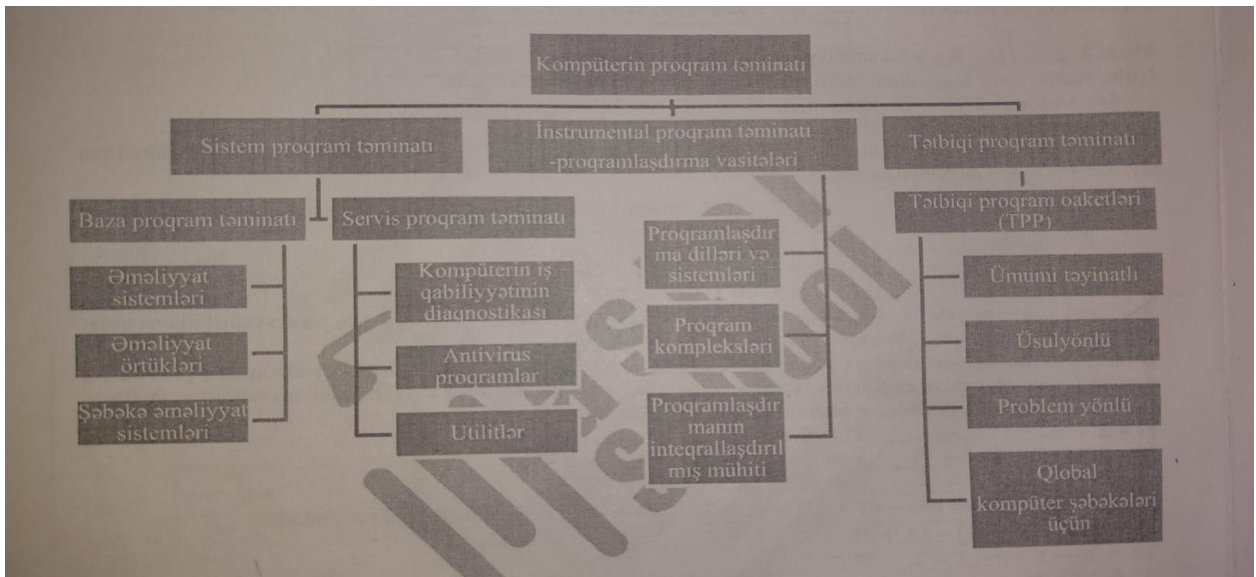 Kompüterin proqram təminatı
Sistem proqram təminatı
İnstrumental proqram təminatı
-proqramlaşdırma vasitələri
Tətbiqi proqram təminatı
Baza proqram təminatı
Servis proqram təminatı
Tətbiqi proqram oaketləri
(TPP)
Əməliyyat
sistemləri
Əməliyyat
örtükləri
Şəbəkə əməliyyat
sistemləri
Kompüterin iş
qabiliyyətinin
diaqnostikası
Antivirus
proqramlar
Utilitlər
Proqramlaşdır
ma dilləri və
sistemləri
Proqram
kompleksləri
Proqramlaşdır
manın
inteqrallaşdırıl
mış mühiti
Ümumi təyinatlı
Üsulyönlü
Problem yönlü
Qlobal
kompüter şəbəkələri
üçün